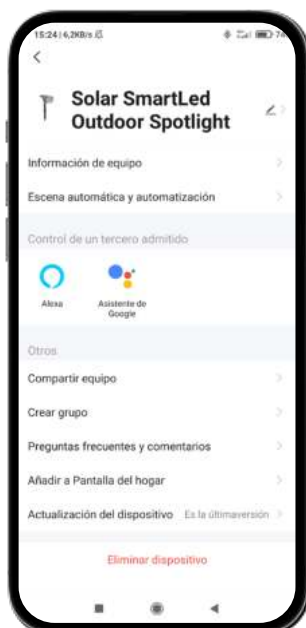 15:24 | 6,2KB/s
Solar SmartLed
Outdoor Spotlight
Información de equipo
Escena automática y automatización
Control de un tercero admitido
Alexa
Asistente de
Google
Otros
Compartir equipo
Crear grupo
Preguntas frecuentes y comentarios
Añadir a Pantalla del hogar
Actualización del dispositivo Es la últimaversión
Eliminar dispositivo